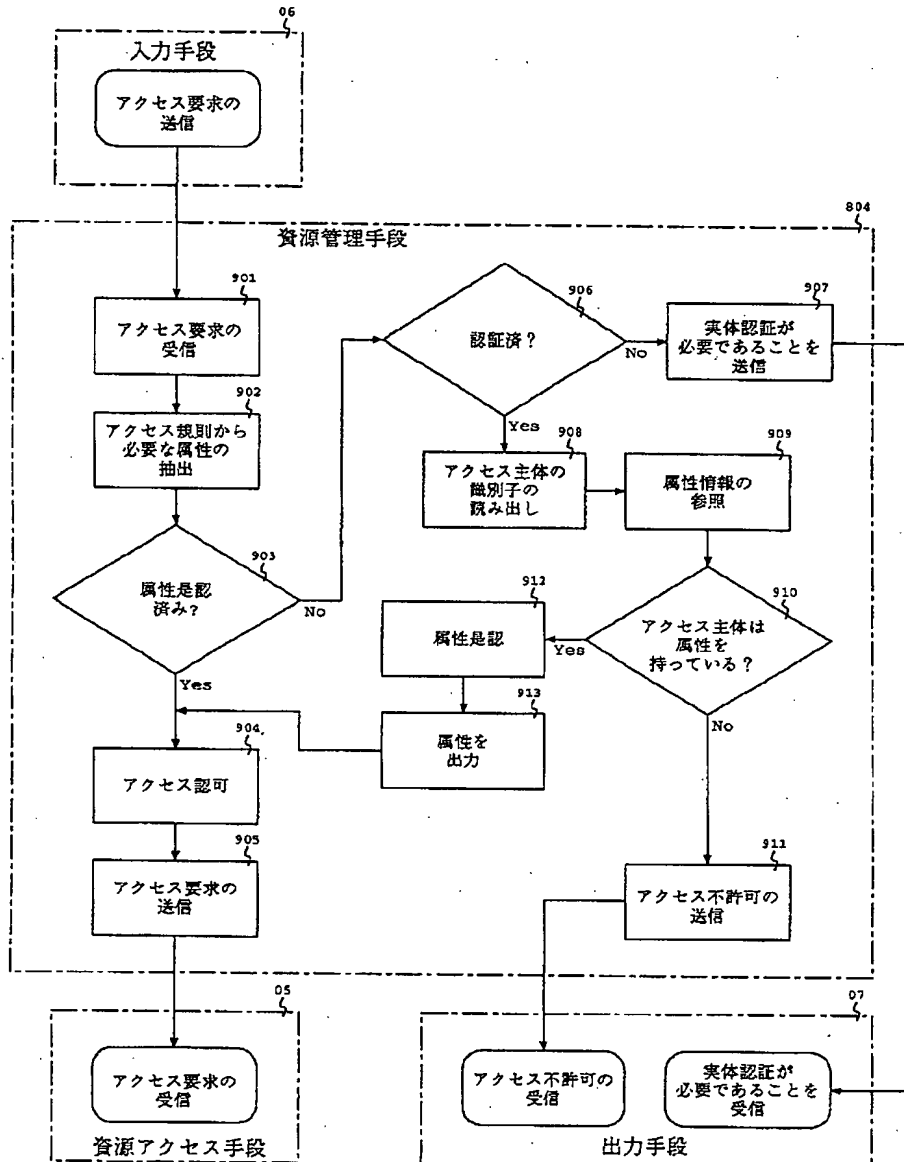 06
入力手段
アクセス要求の
送信
804
資源管理手段
901
アクセス要求の
受信
902
アクセス規則から
必要な属性の
抽出
903
属性是認
済み?
No
Yes
904
アクセス認可
905
アクセス要求の
送信
906
認証済?
No
Yes
907
実体認証が
必要であることを
送信
908
アクセス主体の
識別子の
読み出し
909
属性情報の
参照
910
アクセス主体は
属性を
持っている?
Yes
No
912
属性是認
913
属性を
出力
911
アクセス不許可の
送信
05
アクセス要求の
受信
資源アクセス手段
07
アクセス不許可の
受信
実体認証が
必要であることを
受信
出力手段